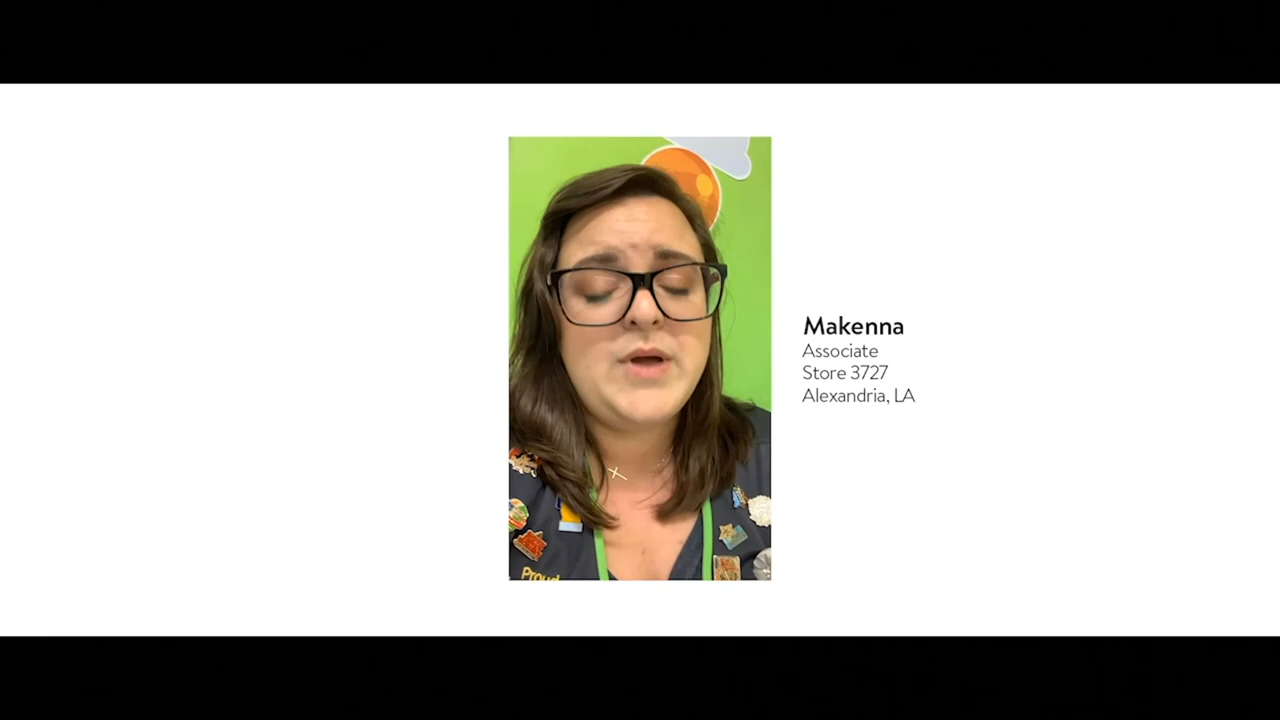 Makenna
Associate
Store 3727
Alexandria, LA
Proud